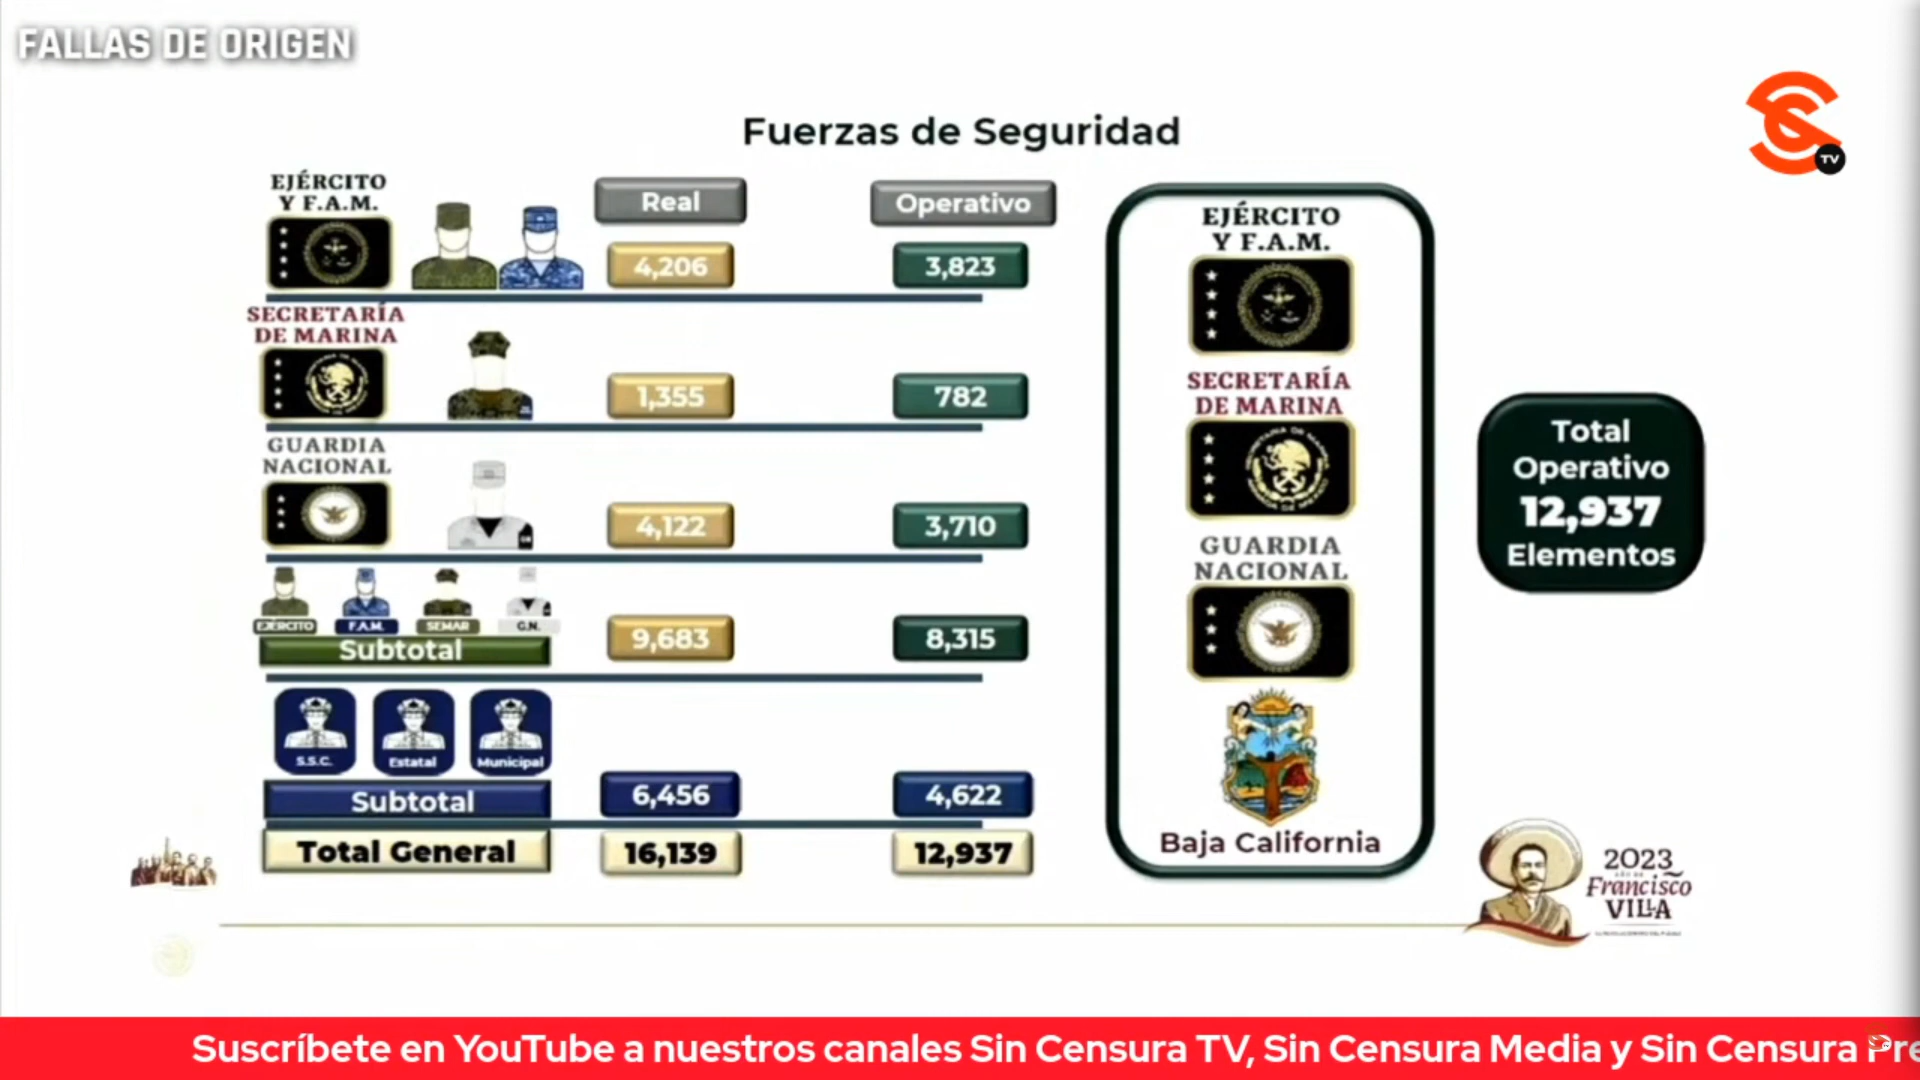 FALLAS DE ORIGEN
TV
Fuerzas de Seguridad
EJÉRCITO
Y F.A.M.
Real
Operativo
4,206
3,823
SECRETARÍA
DE MARINA
1,355
782
GUARDIA
NACIONAL
4,122
3,710
EJÉRCITO
F.A.M.
SEMAR
G.N.
Subtotal
9,683
8,315
S.S.C.
Estatal
Municipal
Subtotal
6,456
4,622
Total General
16,139
12,937
EJÉRCITO
Y F.A.M.
SECRETARÍA
DE MARINA
GUARDIA
NACIONAL
Baja California
Total
Operativo
12,937
Elementos
2023
Francisco
VILLA
Suscríbete en YouTube a nuestros canales Sin Censura TV, Sin Censura Media y Sin Censura Pre